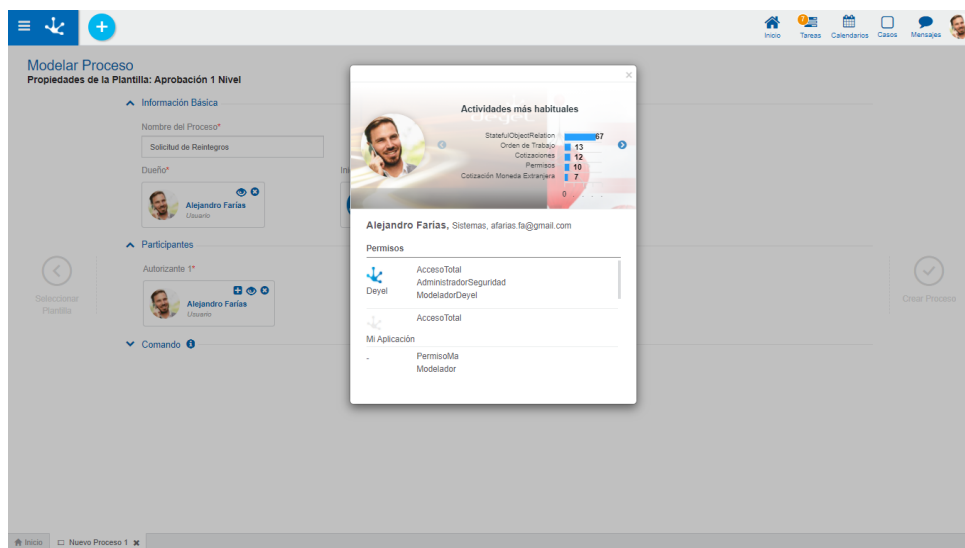 7
Inicio
Tareas
Calendarios
Casos
Mensajes
Modelar Proceso
Propiedades de la Plantilla: Aprobación 1 Nivel
Información Básica
Nombre del Proceso*
Solicitud de Reintegros
Dueño*
Ini
Alejandro Farías
Usuario
Participantes
Autorizante 1*
Alejandro Farías
Usuario
Comando
Seleccionar
Plantilla
Crear Proceso
×
Actividades más habituales
StatefulObjectRelation 67
Orden de Trabajo 13
Cotizaciones 12
Permisos 10
Cotización Moneda Extranjera 7
0
Alejandro Farías, Sistemas, afarias.fa@gmail.com
Permisos
Deyel
AccesoTotal
AdministradorSeguridad
ModeladorDeyel
AccesoTotal
Mi Aplicación
- PermisoMa
Modelador
Inicio
Nuevo Proceso 1